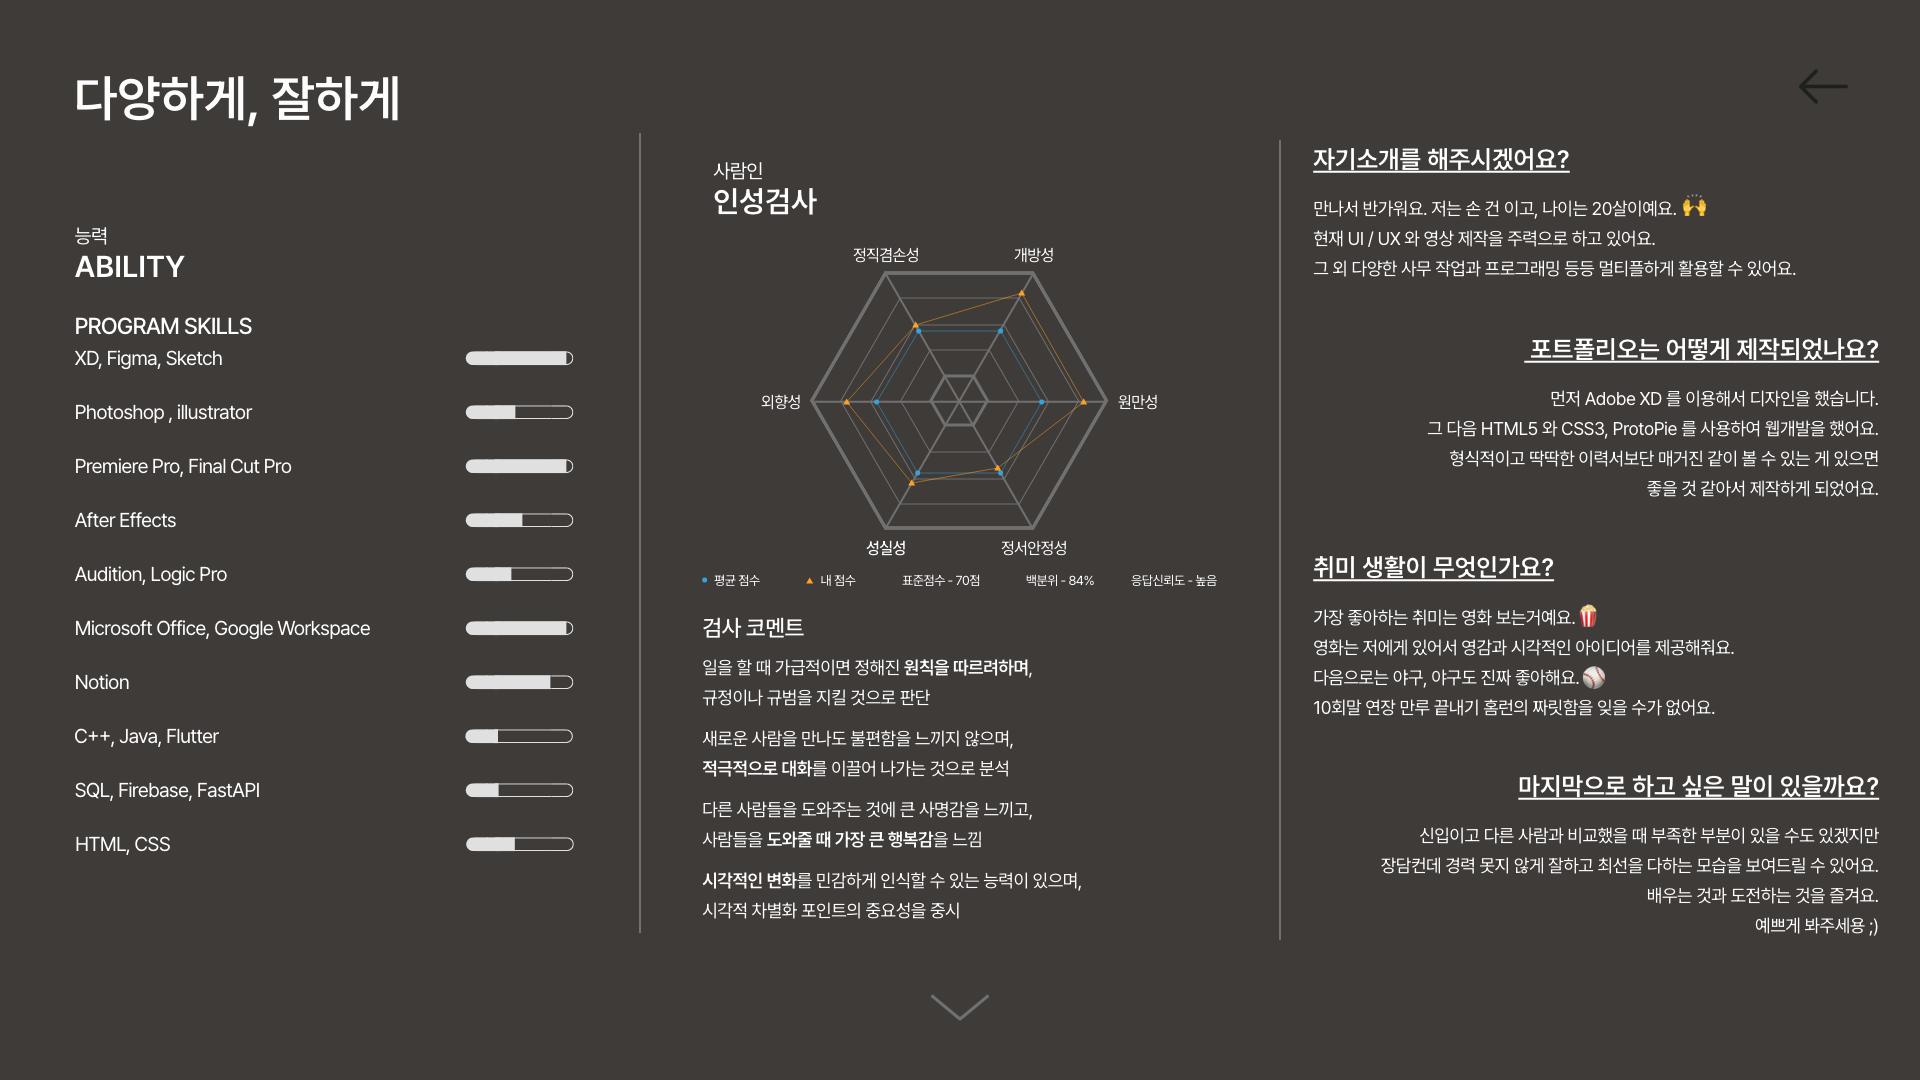 다양하게, 잘하게
능력
ABILITY
PROGRAM SKILLS
XD, Figma, Sketch
Photoshop , illustrator
Premiere Pro, Final Cut Pro
After Effects
Audition, Logic Pro
Microsoft Office, Google Workspace
Notion
C++, Java, Flutter
SQL, Firebase, FastAPI
HTML, CSS
사람인
인성검사
정직겸손성
개방성
외향성
원만성
성실성
정서안정성
평균 점수
내 점수
표준점수 - 70점
백분위 - 84%
응답신뢰도 - 높음
검사 코멘트
일을 할 때 가급적이면 정해진 원칙을 따르려하며,
규정이나 규범을 지킬 것으로 판단
새로운 사람을 만나도 불편함을 느끼지 않으며,
적극적으로 대화를 이끌어 나가는 것으로 분석
다른 사람들을 도와주는 것에 큰 사명감을 느끼고,
사람들을 도와줄 때 가장 큰 행복감을 느낌
시각적인 변화를 민감하게 인식할 수 있는 능력이 있으며,
시각적 차별화 포인트의 중요성을 중시
자기소개를 해주시겠어요?
만나서 반가워요. 저는 손 건 이고, 나이는 20살이예요. 🙌
현재 UI / UX 와 영상 제작을 주력으로 하고 있어요.
그 외 다양한 사무 작업과 프로그래밍 등등 멀티플하게 활용할 수 있어요.
포트폴리오는 어떻게 제작되었나요?
먼저 Adobe XD 를 이용해서 디자인을 했습니다.
그 다음 HTML5 와 CSS3, ProtoPie 를 사용하여 웹개발을 했어요.
형식적이고 딱딱한 이력서보단 매거진 같이 볼 수 있는 게 있으면
좋을 것 같아서 제작하게 되었어요.
취미 생활이 무엇인가요?
가장 좋아하는 취미는 영화 보는거예요. 🍿
영화는 저에게 있어서 영감과 시각적인 아이디어를 제공해줘요.
다음으로는 야구, 야구도 진짜 좋아해요. ⚾
10회말 연장 만루 끝내기 홈런의 짜릿함을 잊을 수가 없어요.
마지막으로 하고 싶은 말이 있을까요?
신입이고 다른 사람과 비교했을 때 부족한 부분이 있을 수도 있겠지만
장담컨데 경력 못지 않게 잘하고 최선을 다하는 모습을 보여드릴 수 있어요.
배우는 것과 도전하는 것을 즐겨요.
예쁘게 봐주세용 ;)